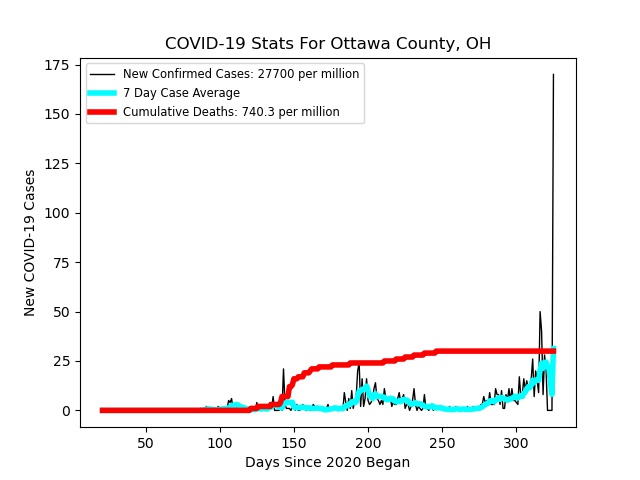 COVID-19 Stats For Ottawa County, OH
New Confirmed Cases: 27700 per million
7 Day Case Average
Cumulative Deaths: 740.3 per million
175
150
125
100
75
50
25
0
New COVID-19 Cases
50 100 150 200 250 300
Days Since 2020 Began